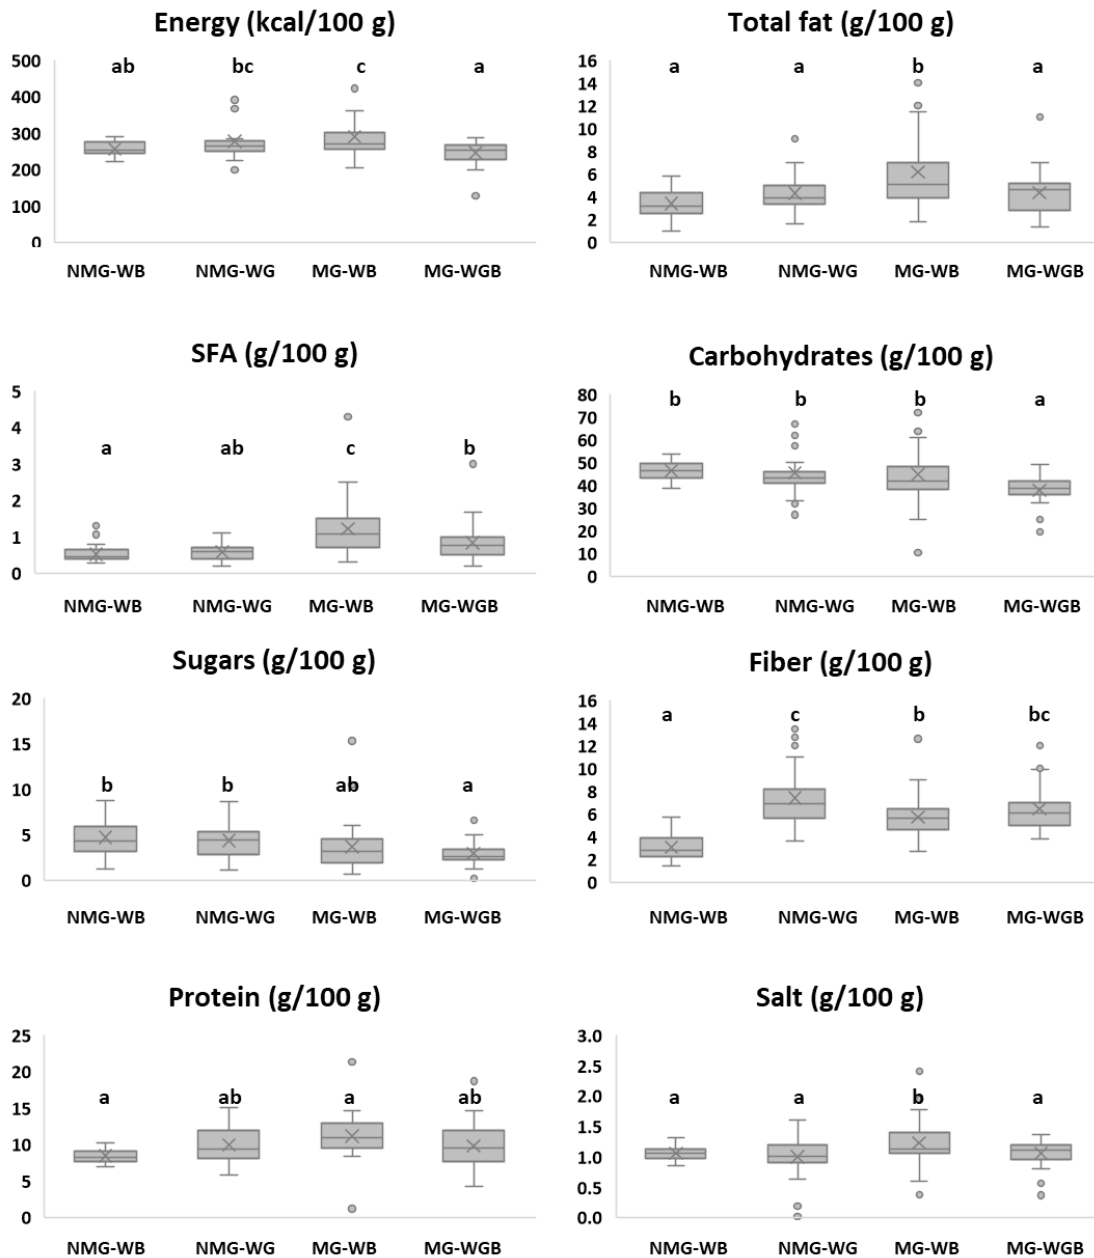 Energy (kcal/100 g)
500
400
300
200
100
0
ab bc c a
NMG-WB NMG-WG MG-WB MG-WGB
Total fat (g/100 g)
16
14
12
10
8
6
4
2
0
a a b a
NMG-WB NMG-WG MG-WB MG-WGB
SFA (g/100 g)
5
4
3
2
1
0
a ab c b
NMG-WB NMG-WG MG-WB MG-WGB
Carbohydrates (g/100 g)
80
70
60
50
40
30
20
10
0
b b b a
NMG-WB NMG-WG MG-WB MG-WGB
Sugars (g/100 g)
20
15
10
5
0
b b ab a
NMG-WB NMG-WG MG-WB MG-WGB
Fiber (g/100 g)
16
14
12
10
8
6
4
2
0
a c b bc
NMG-WB NMG-WG MG-WB MG-WGB
Protein (g/100 g)
25
20
15
10
5
0
a ab a ab
NMG-WB NMG-WG MG-WB MG-WGB
Salt (g/100 g)
3.0
2.5
2.0
1.5
1.0
0.5
0.0
a a b a
NMG-WB NMG-WG MG-WB MG-WGB